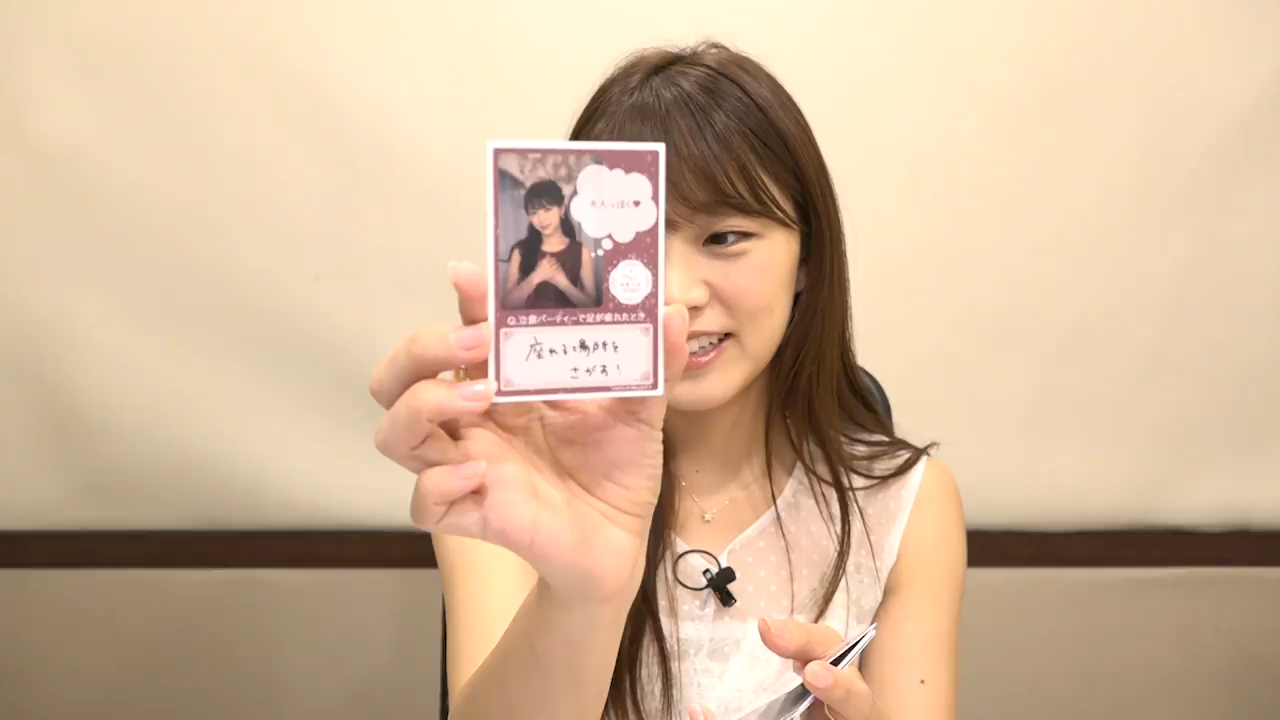 大人っぽく♥
Q.立食パーティーで足が疲れたとき
座れる場所を
さがす!